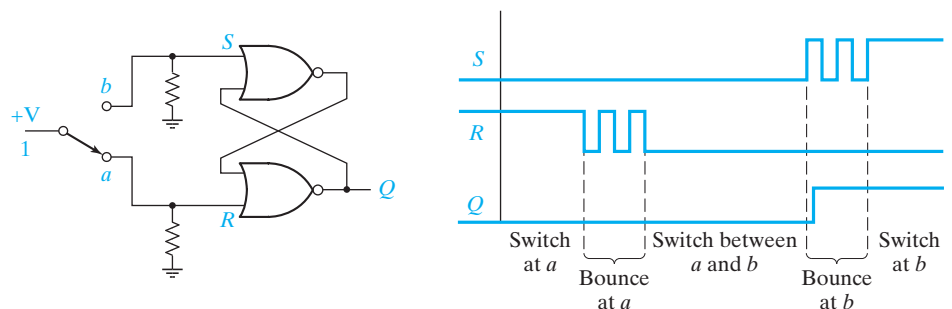 S
b
+V
1
a
Q
R
S
R
Q
Switch
at a
Bounce
at a
Switch between
a and b
Bounce
at b
Switch
at b